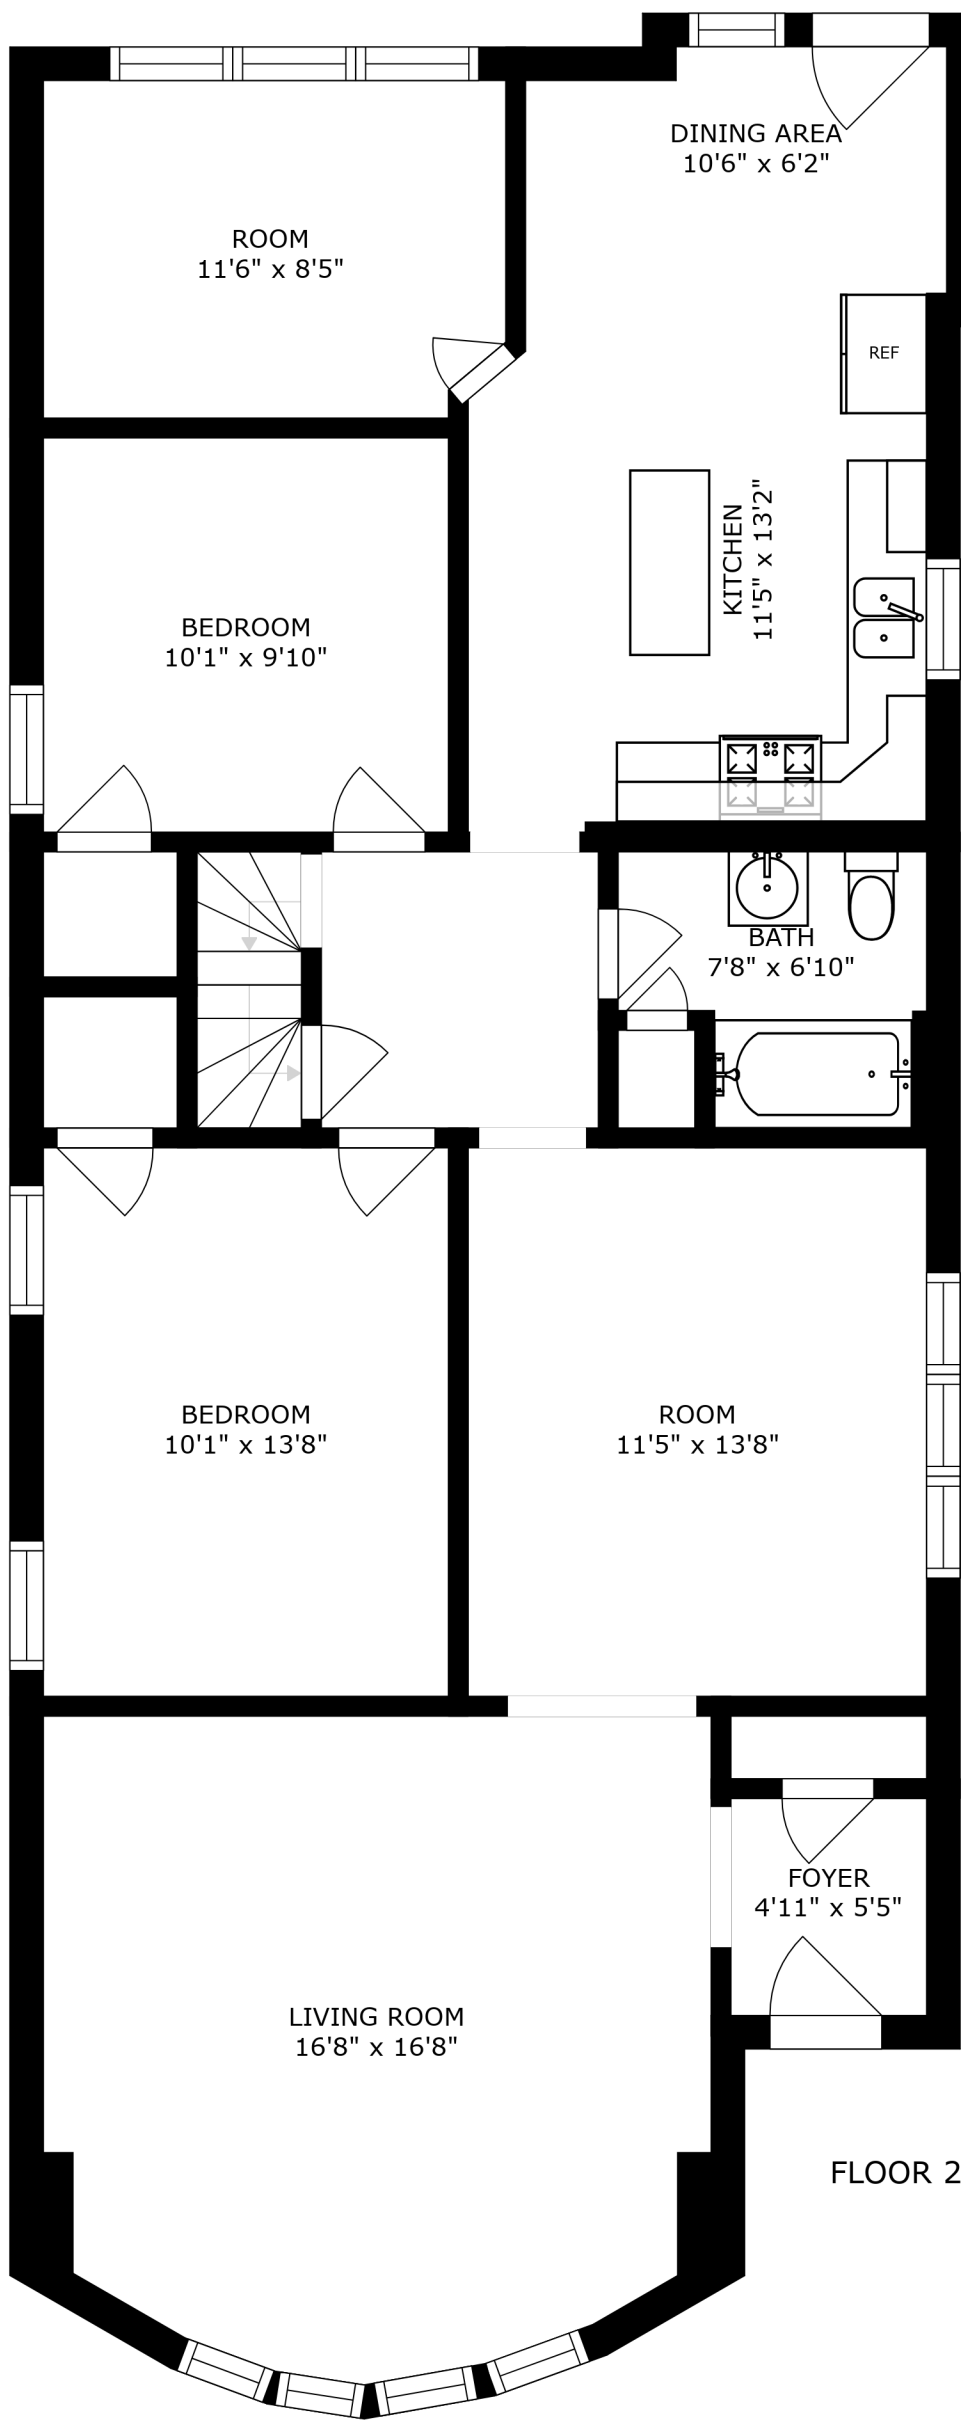 DINING AREA
10'6" x 6'2"
ROOM
11'6" x 8'5"
REF
KITCHEN
11'5" x 13'2"
BEDROOM
10'1" x 9'10"
BATH
7'8" x 6'10"
BEDROOM
10'1" x 13'8"
ROOM
11'5" x 13'8"
FOYER
4'11" x 5'5"
LIVING ROOM
16'8" x 16'8"
FLOOR 2